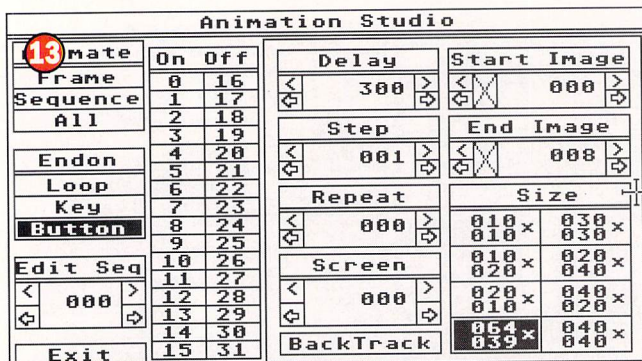 Animation Studio
13
mate
Frame
Sequence
All
Endon
Loop
Key
Button
Edit Seq
< 000 >
Exit
On Off
0 16
1 17
2 18
3 19
4 20
5 21
6 22
7 23
8 24
9 25
10 26
11 27
12 28
13 29
14 30
15 31
Delay
< 300 >
Step
< 001 >
Repeat
< 000 >
Screen
< 000 >
BackTrack
Start Image
< 000 >
End Image
< 008 >
Size
010 x 030 x
010 030
010 x 020 x
020 040
020 x 040 x
040 020
064 x 040 x
039 040